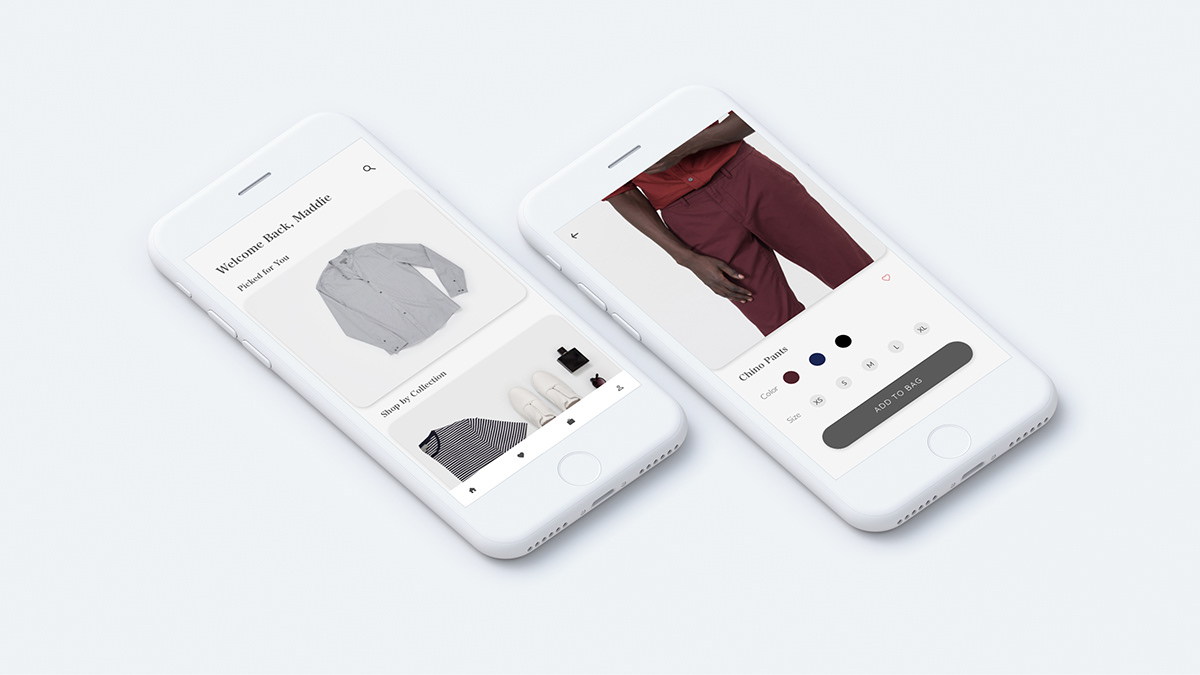 Welcome Back, Maddie
Picked for You
Shop by Collection
Chino Pants
Color
Size
XS
S
M
L
XL
ADD TO BAG